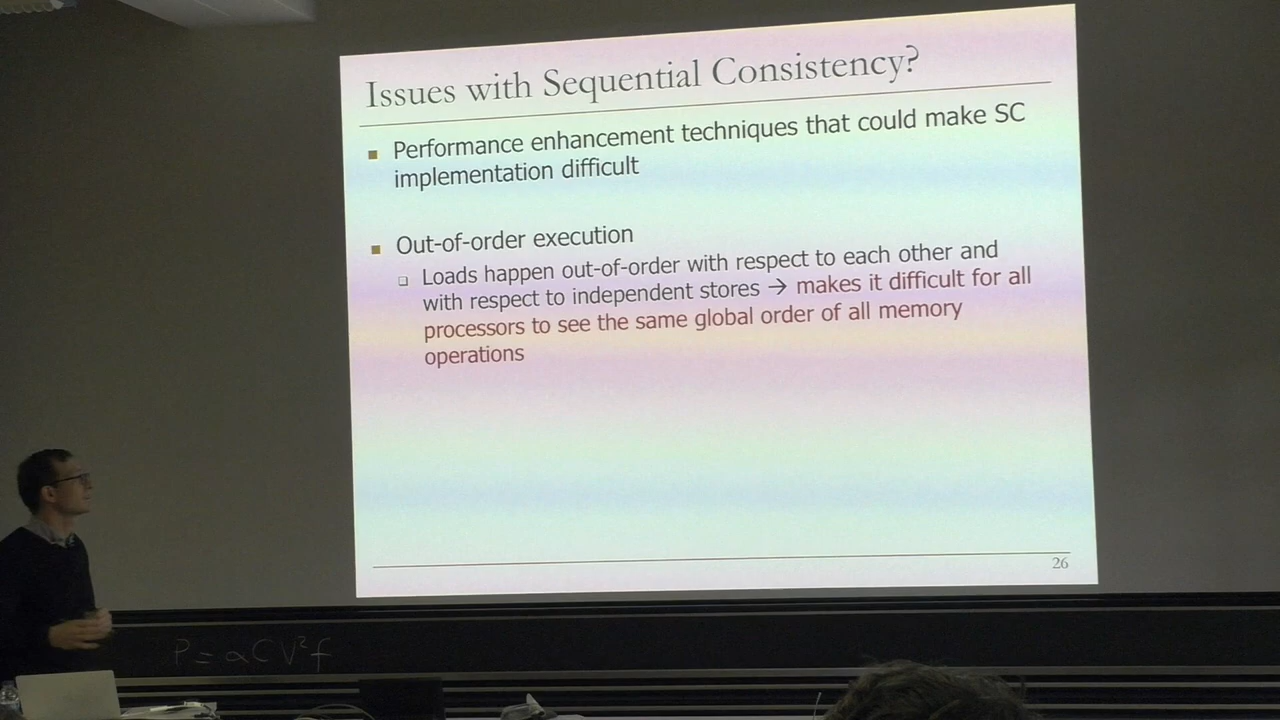 Issues with Sequential Consistency?
■ Performance enhancement techniques that could make SC
implementation difficult
■ Out-of-order execution
❑ Loads happen out-of-order with respect to each other and
with respect to independent stores → makes it difficult for all
processors to see the same global order of all memory
operations
26
P = αCV²f